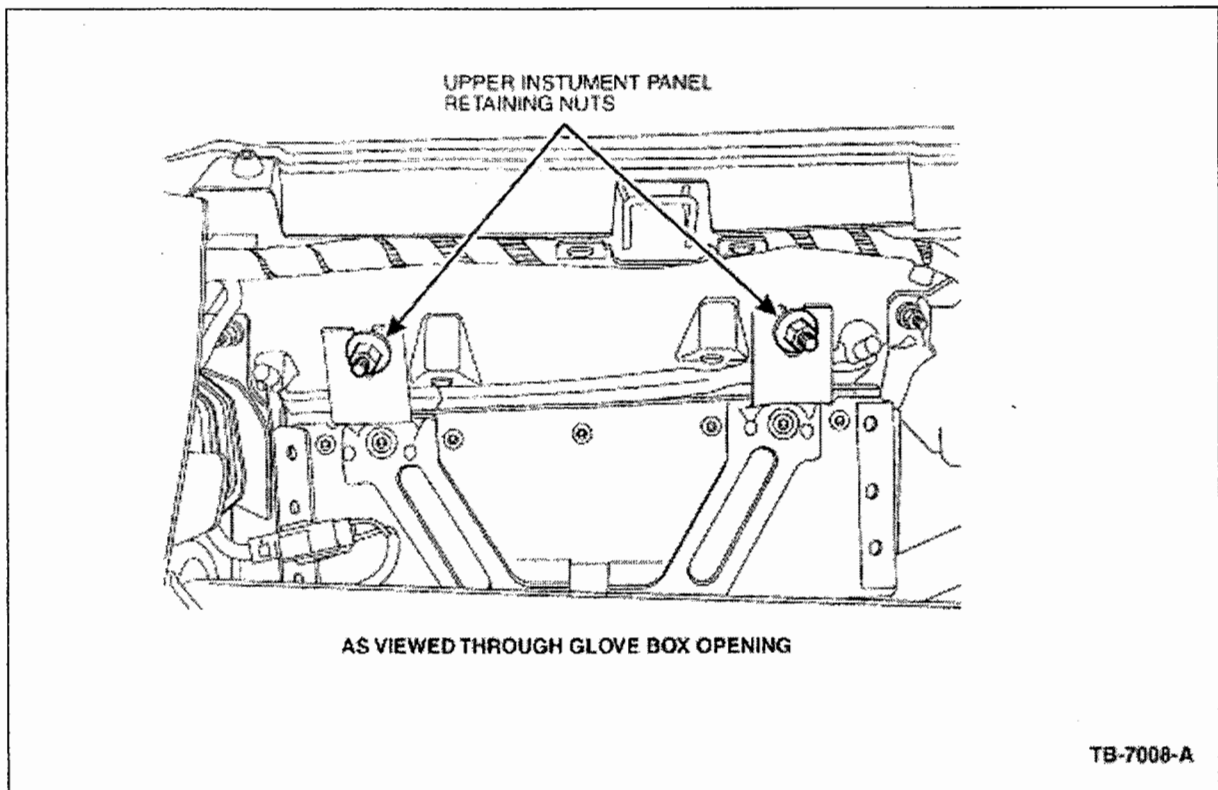 UPPER INSTUMENT PANEL
RETAINING NUTS
AS VIEWED THROUGH GLOVE BOX OPENING
TB-7008-A